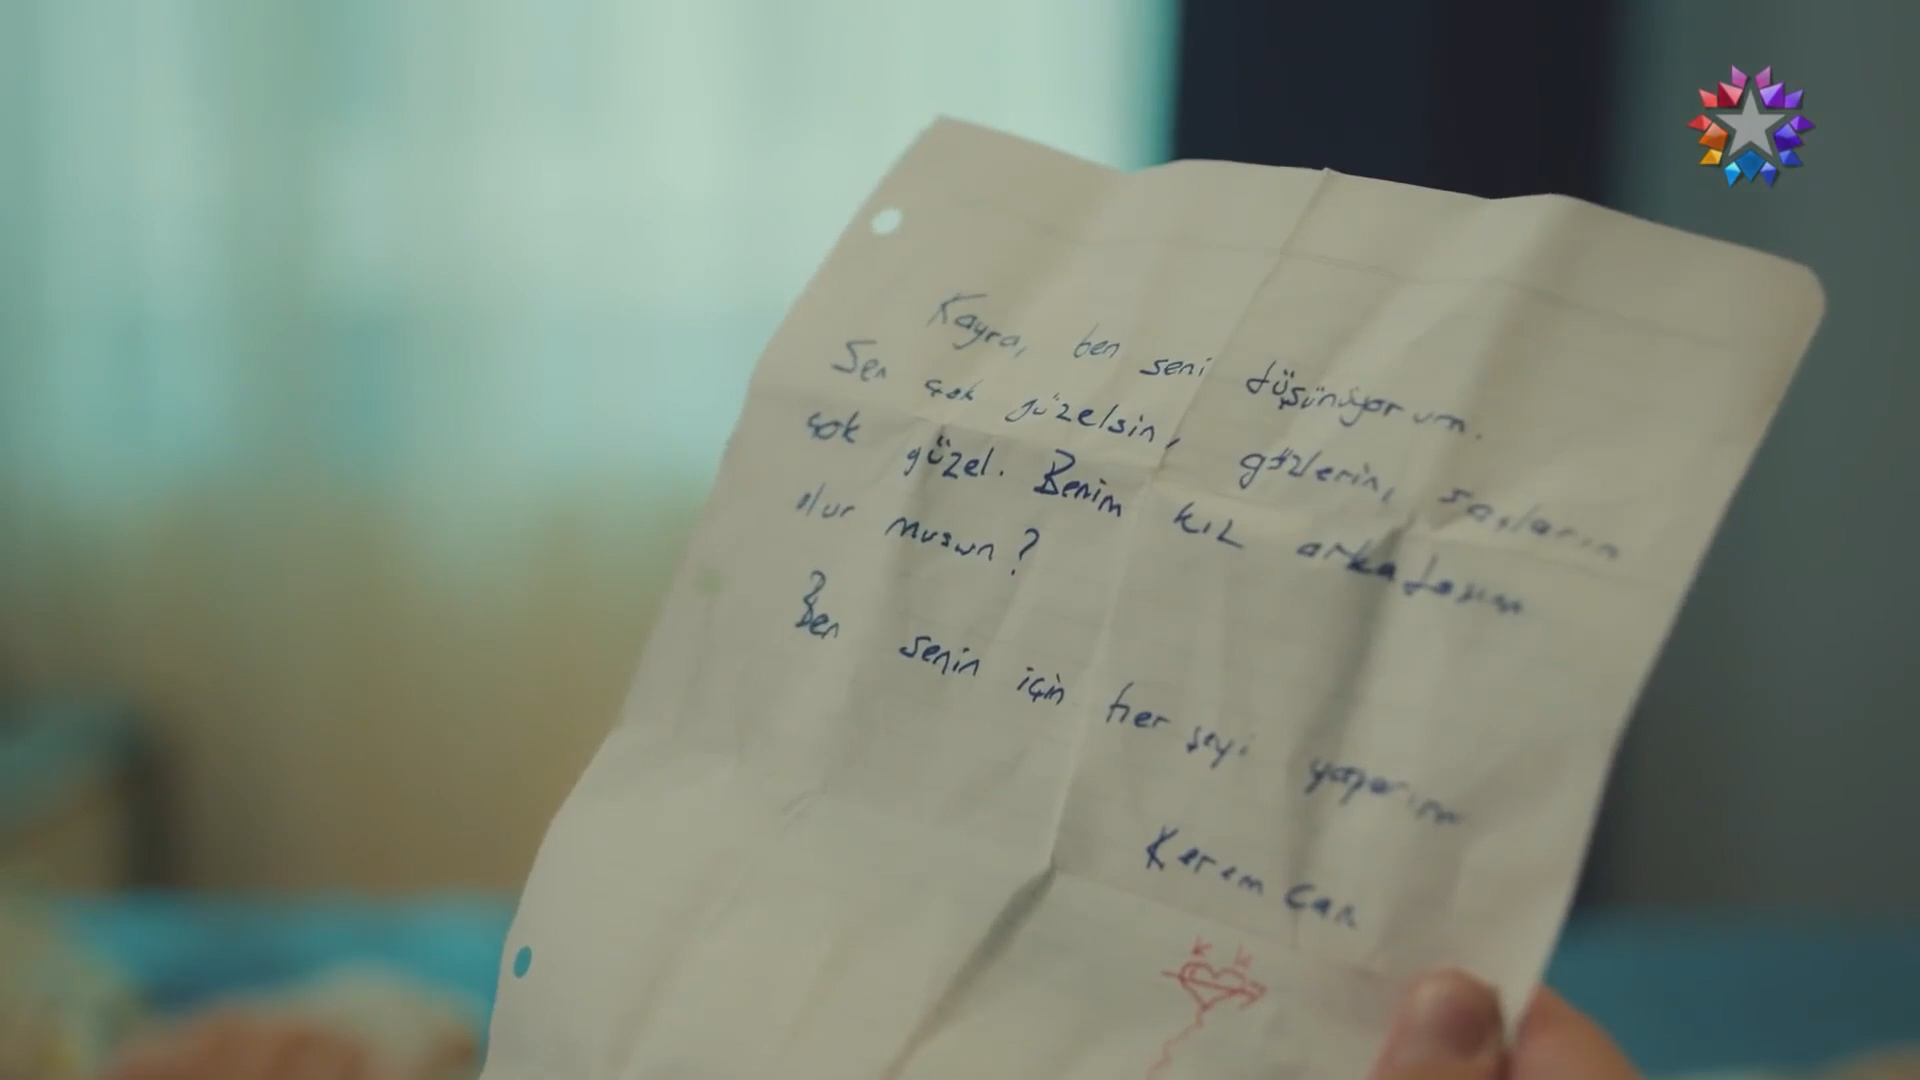 Kayra, ben seni düşünüyorum.
Sen çok güzelsin, gözlerin, saçların
çok güzel. Benim kız arkadaşım
olur musun?
Ben senin için her şeyi yaparım
Kerem Can
K K